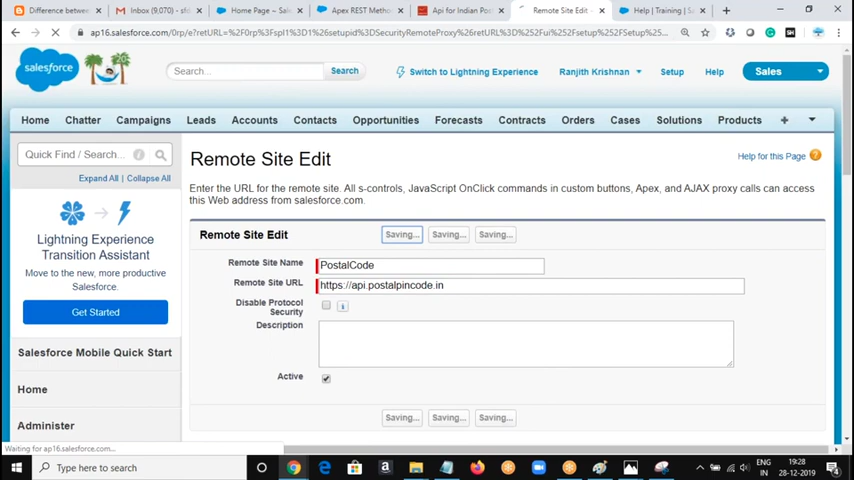 Difference between
Inbox (9,070) - sfi
Home Page ~ Sale
Apex REST Metho
Api for Indian Post
Remote Site Edit ~
Help | Training | Sa
ap16.salesforce.com/0rp/e?retURL=%2F0rp%3Fspl1%3D1%26setupid%3DSecurityRemoteProxy%26retURL%3D%252Fui%252Fsetup%252FSetup%...
salesforce
Search...
Search
Switch to Lightning Experience
Ranjith Krishnan
Setup
Help
Sales
Home
Chatter
Campaigns
Leads
Accounts
Contacts
Opportunities
Forecasts
Contracts
Orders
Cases
Solutions
Products
+
Quick Find / Search...
Expand All | Collapse All
Lightning Experience
Transition Assistant
Move to the new, more productive
Salesforce.
Get Started
Salesforce Mobile Quick Start
Home
Administer
Remote Site Edit
Help for this Page
Enter the URL for the remote site. All s-controls, JavaScript OnClick commands in custom buttons, Apex, and AJAX proxy calls can access
this Web address from salesforce.com.
Remote Site Edit
Saving...
Saving...
Saving...
Remote Site Name
PostalCode
Remote Site URL
https://api.postalpincode.in
Disable Protocol
Security
Description
Active
Saving...
Saving...
Saving...
Waiting for ap16.salesforce.com...
Type here to search
ENG
IN
19:28
28-12-2019